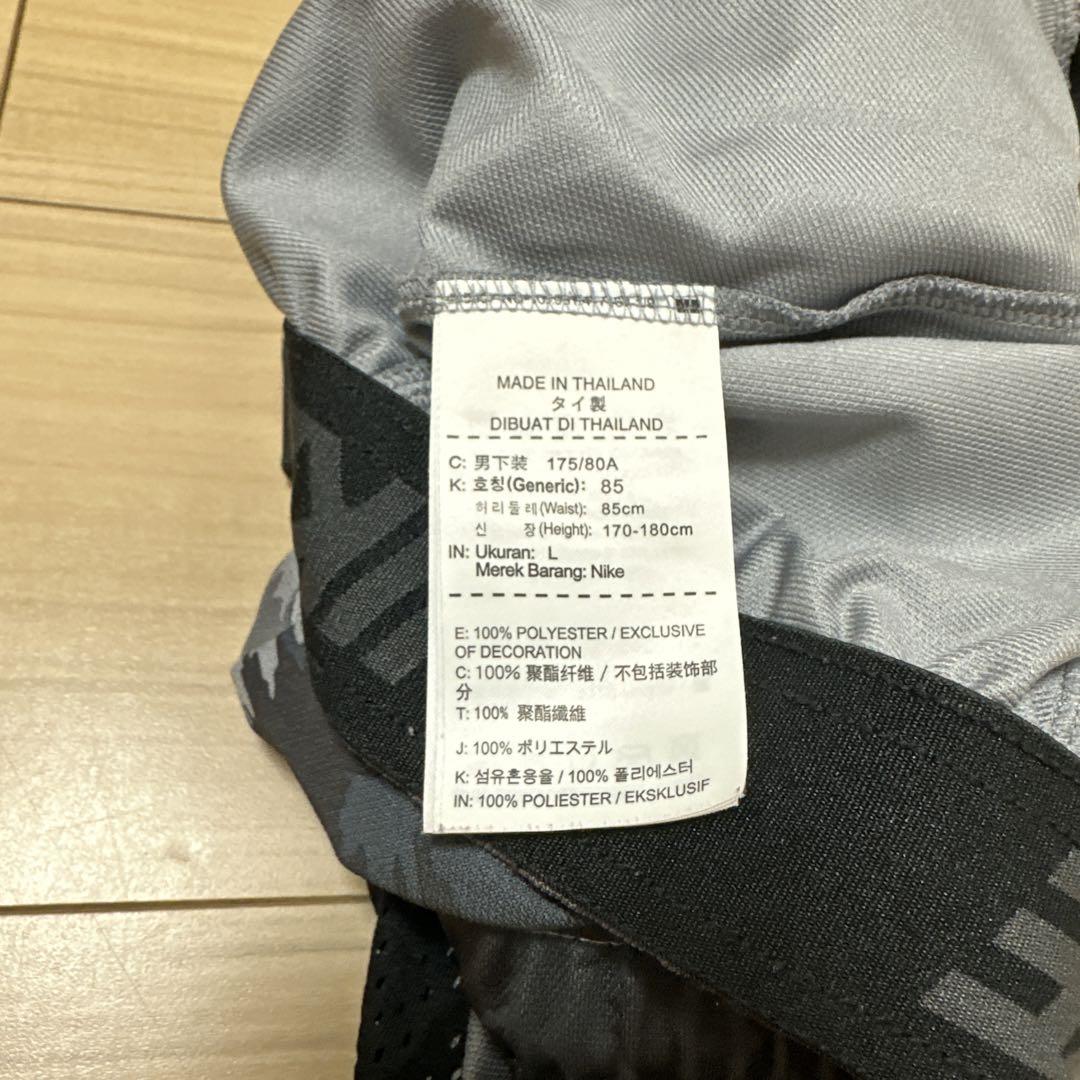 MADE IN THAILAND
タイ製
DIBUAT DI THAILAND
C: 男下装 175/80A
K: 호칭(Generic): 85
허리둘레(Waist): 85cm
신 장(Height): 170-180cm
IN: Ukuran: L
Merek Barang: Nike
E: 100% POLYESTER / EXCLUSIVE
OF DECORATION
C: 100% 聚酯纤维 / 不包括装饰部
分
T: 100% 聚酯纖維
J: 100% ポリエステル
K: 섬유혼용율 / 100% 폴리에스터
IN: 100% POLIESTER / EKSKLUSIF